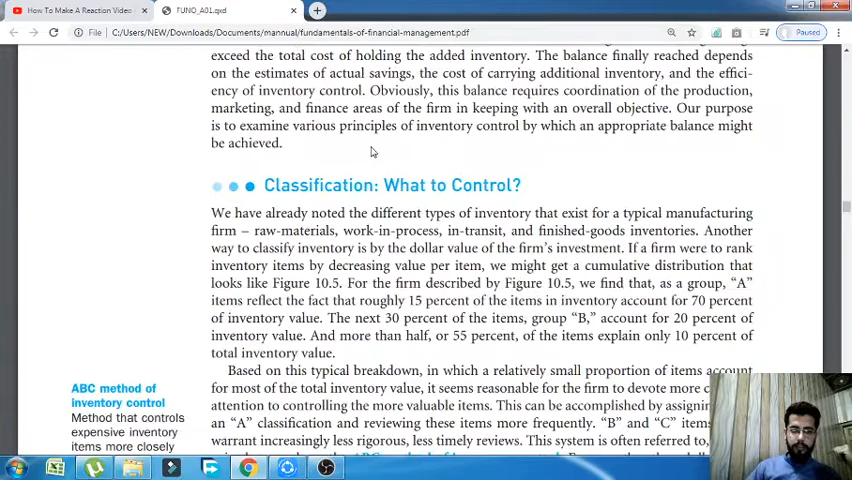 How To Make A Reaction Video
FUNO_A01.qxd
File
C:/Users/NEW/Downloads/Documents/mannual/fundamentals-of-financial-management.pdf
Paused
exceed the total cost of holding the added inventory. The balance finally reached depends
on the estimates of actual savings, the cost of carrying additional inventory, and the effici-
ency of inventory control. Obviously, this balance requires coordination of the production,
marketing, and finance areas of the firm in keeping with an overall objective. Our purpose
is to examine various principles of inventory control by which an appropriate balance might
be achieved.
Classification: What to Control?
We have already noted the different types of inventory that exist for a typical manufacturing
firm – raw-materials, work-in-process, in-transit, and finished-goods inventories. Another
way to classify inventory is by the dollar value of the firm's investment. If a firm were to rank
inventory items by decreasing value per item, we might get a cumulative distribution that
looks like Figure 10.5. For the firm described by Figure 10.5, we find that, as a group, “A”
items reflect the fact that roughly 15 percent of the items in inventory account for 70 percent
of inventory value. The next 30 percent of the items, group “B,” account for 20 percent of
inventory value. And more than half, or 55 percent, of the items explain only 10 percent of
total inventory value.
Based on this typical breakdown, in which a relatively small proportion of items account
for most of the total inventory value, it seems reasonable for the firm to devote more
attention to controlling the more valuable items. This can be accomplished by
an “A” classification and reviewing these items more frequently. “B” and “C”
warrant increasingly less rigorous, less timely reviews. This system is often referred to,
ABC method of
inventory control
Method that controls
expensive inventory
items more closely